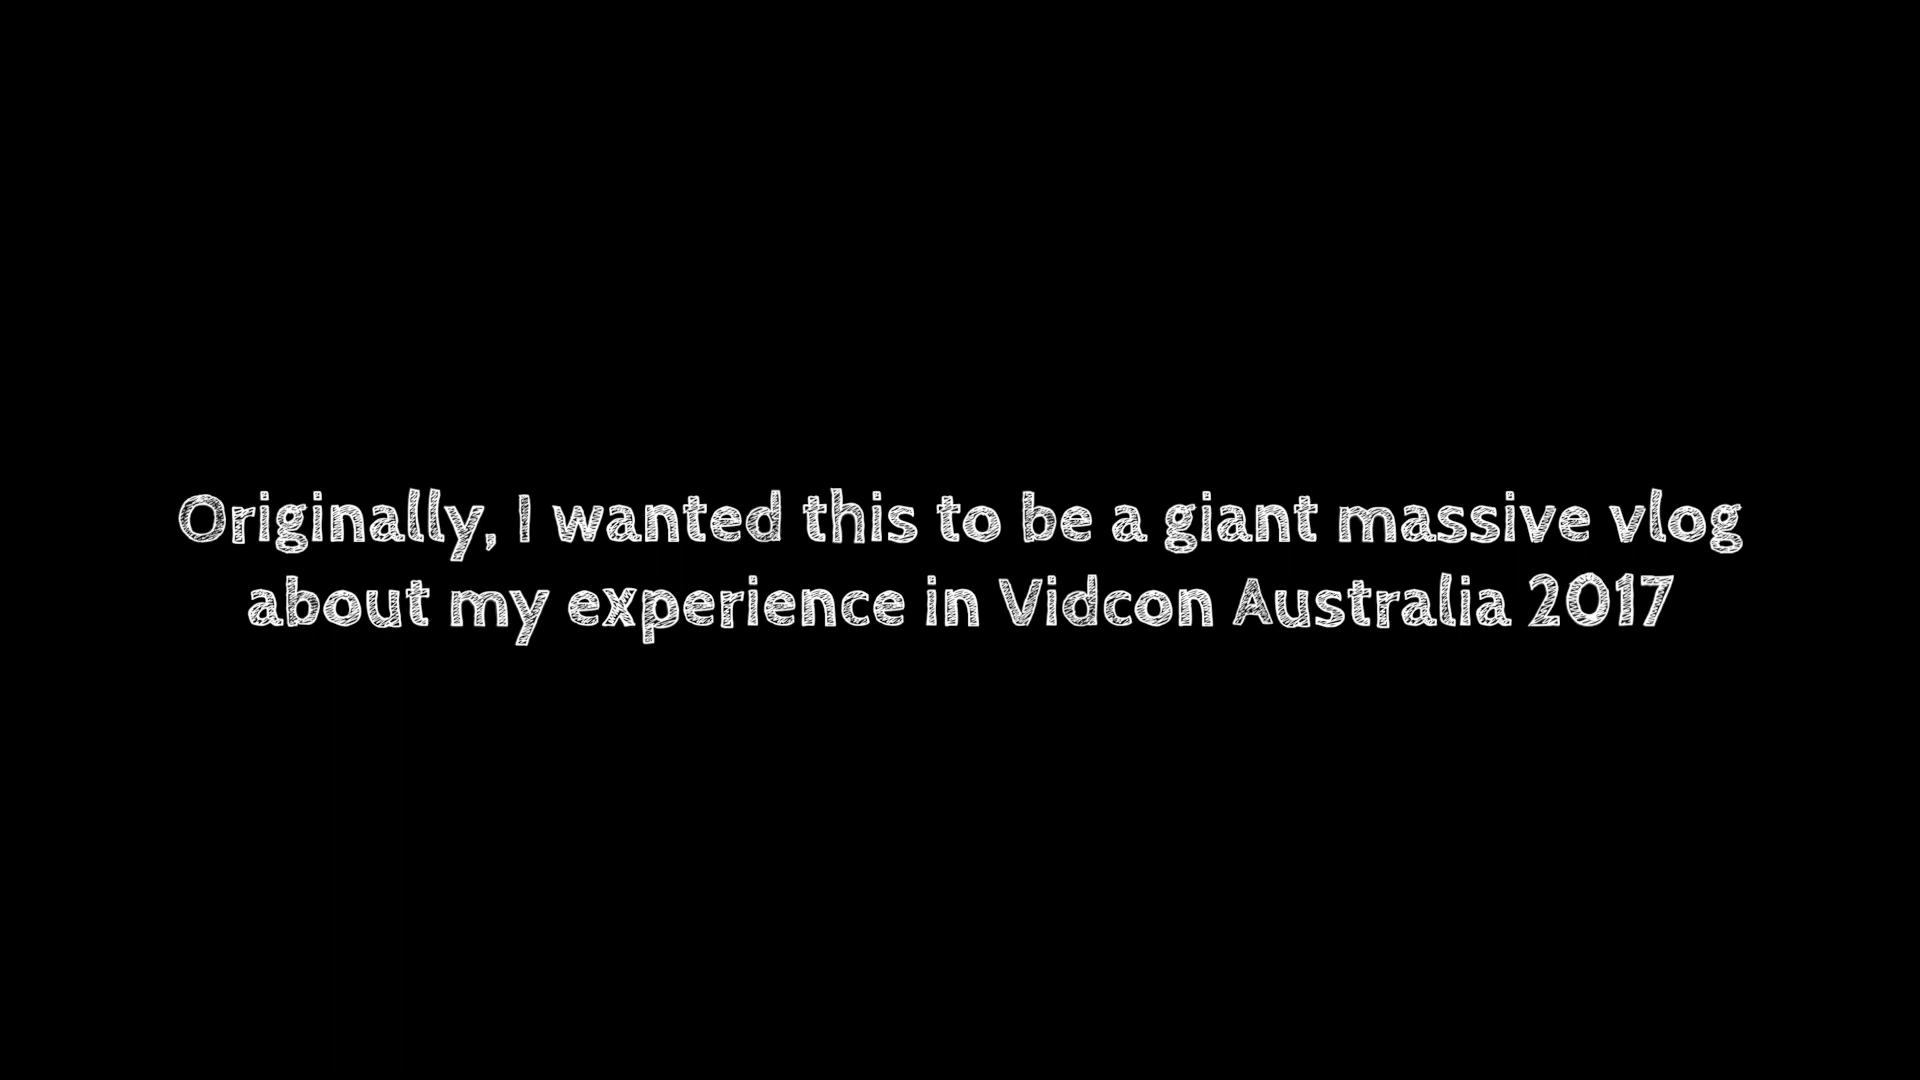 Originally, I wanted this to be a giant massive vlog
about my experience in Vidcon Australia 2017